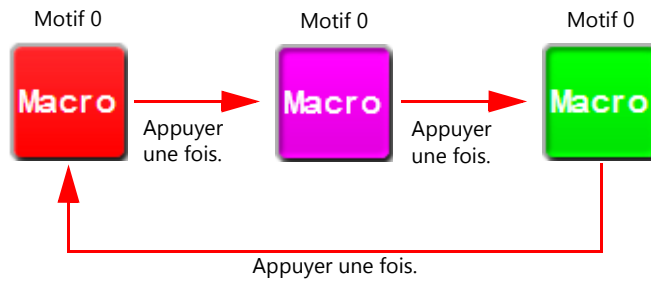 Motif 0
Motif 0
Motif 0
Macro
Macro
Macro
Appuyer
une fois.
Appuyer
une fois.
Appuyer une fois.